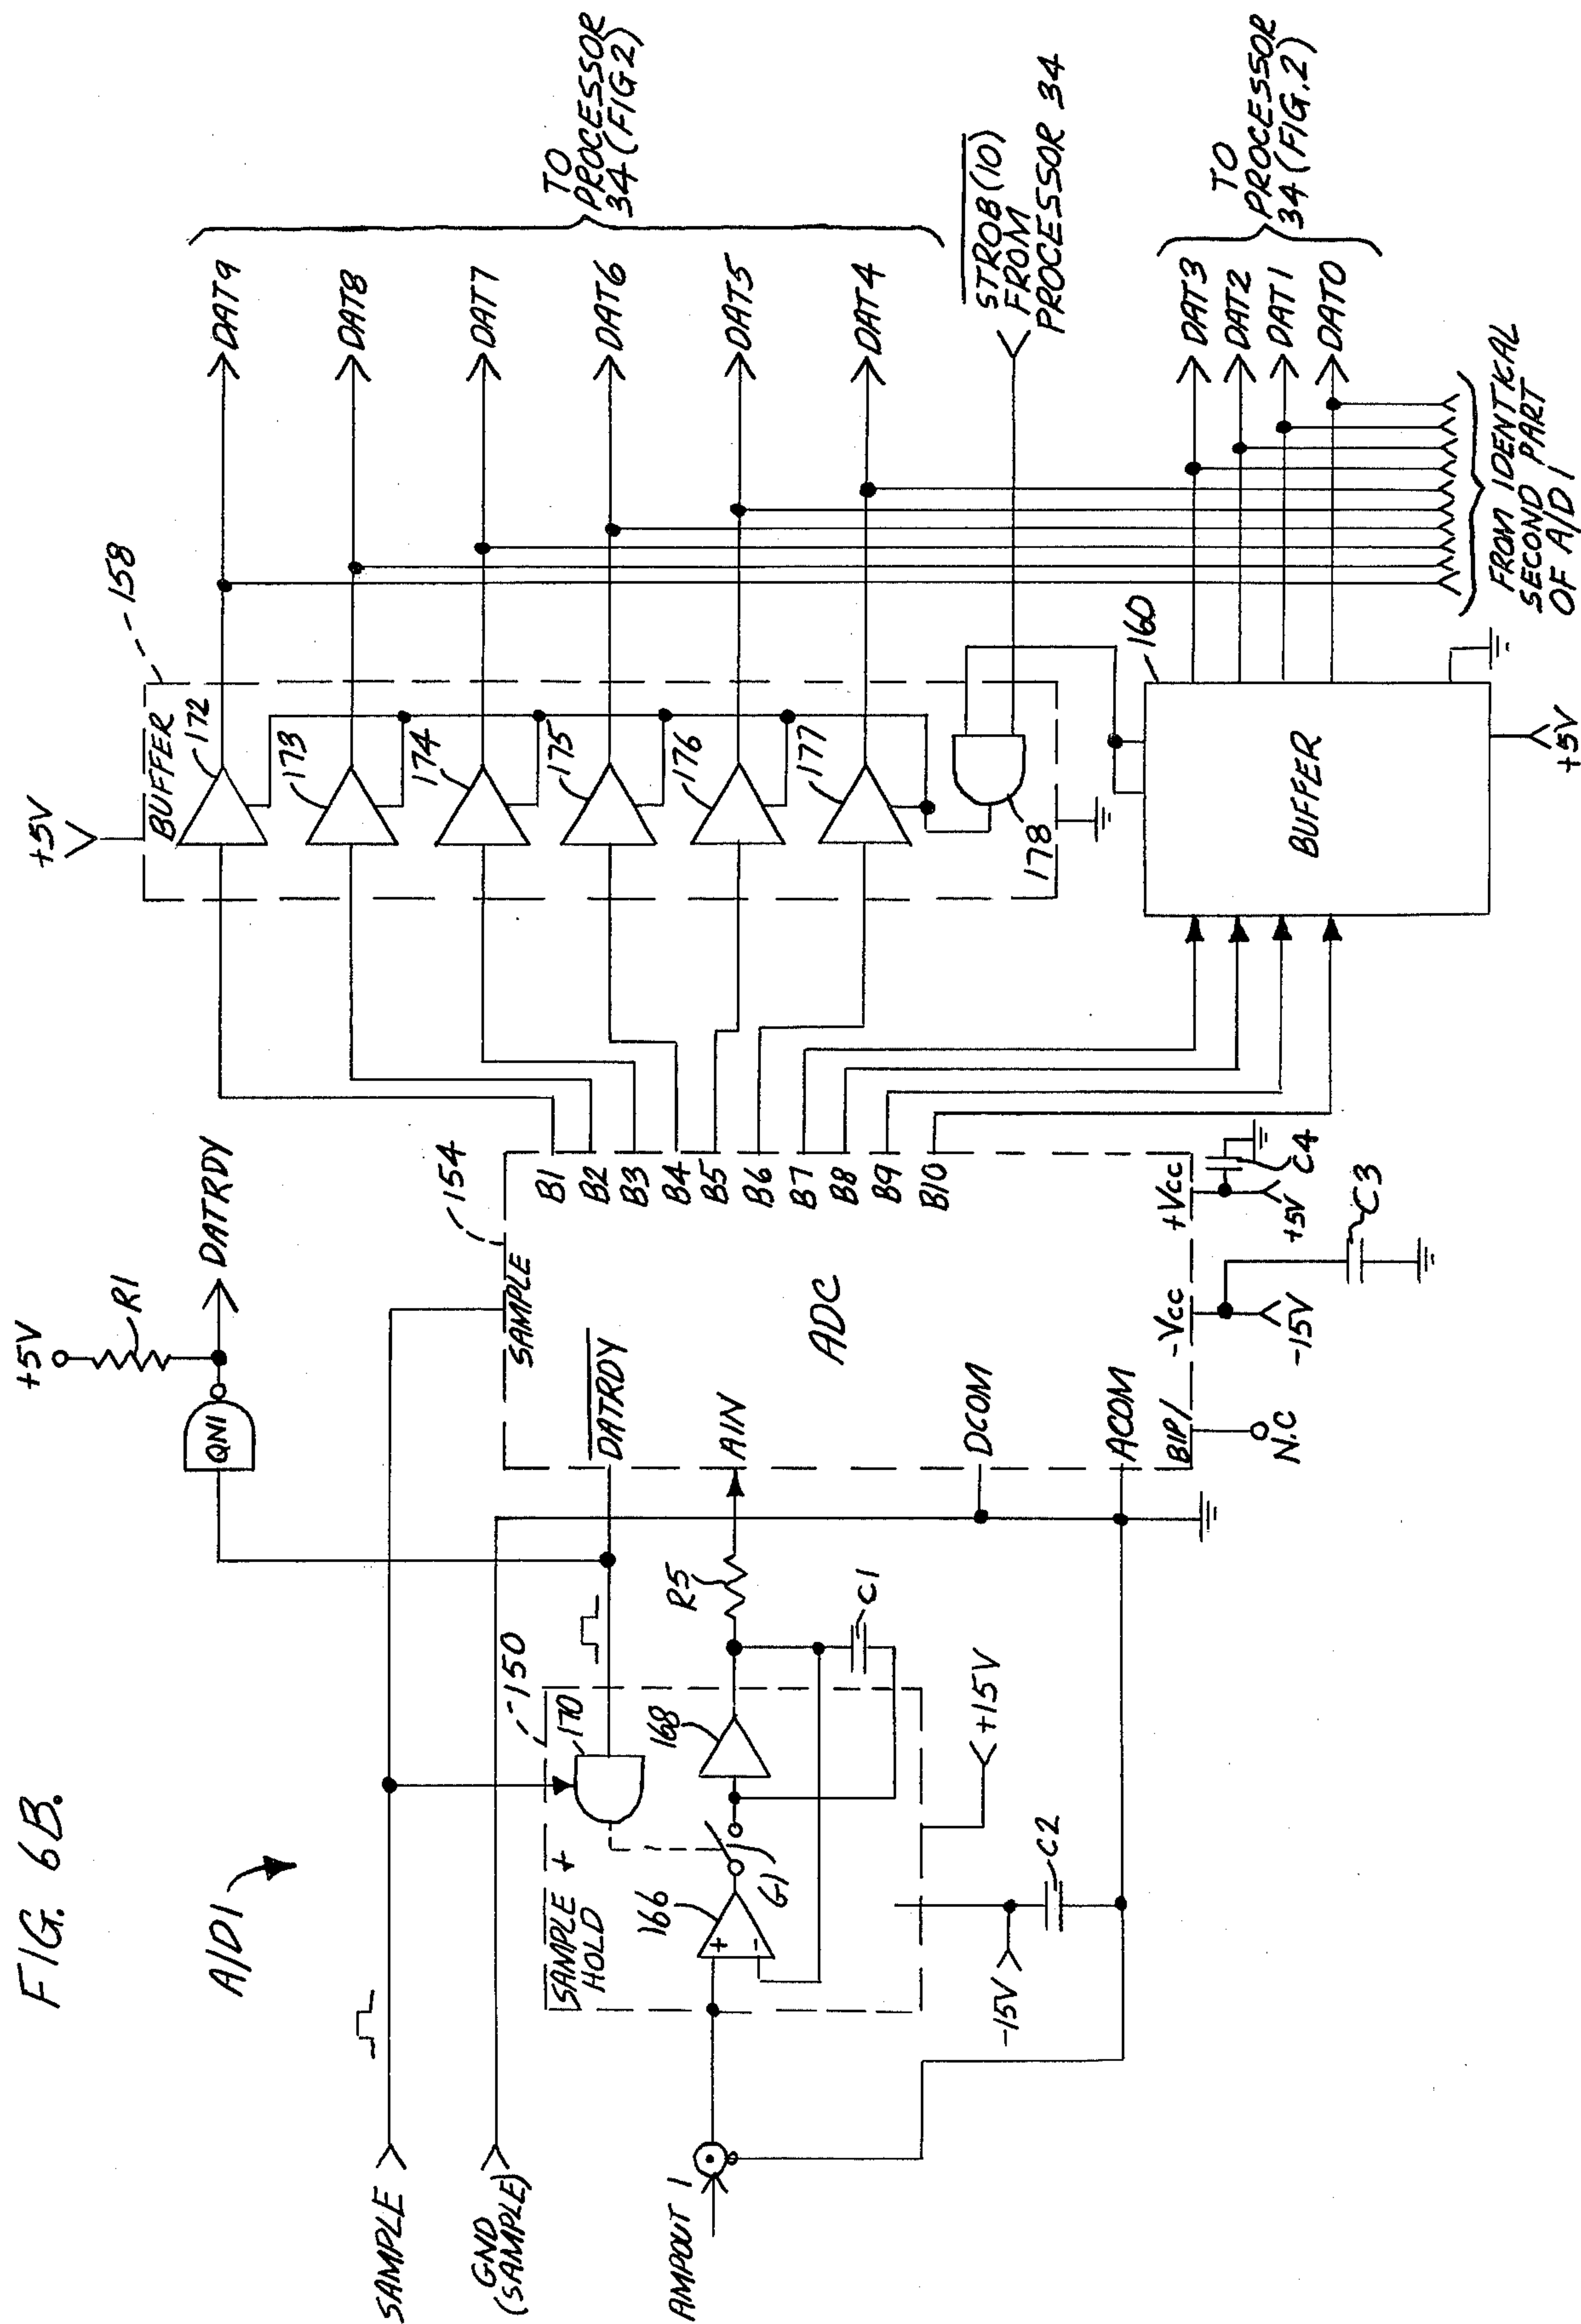 FIG. 6B.
A/D1
SAMPLE
GND
(SAMPLE)
AMPOUT 1
+5V
R1
QN1
DATRDY
150
SAMPLE +
HOLD
170
166
G1
168
R5
C1
+15V
-15V
C2
154
SAMPLE
DATRDY
AIN
ADC
DCOM
ACOM
BIP/
N.C
-Vcc
-15V
C3
+Vcc
+5V
C4
B1
B2
B3
B4
B5
B6
B7
B8
B9
B10
+5V
BUFFER
158
172
173
174
175
176
177
178
DAT9
DAT8
DAT7
DAT6
DAT5
DAT4
TO
PROCESSOR
34 (FIG 2)
STROB(10)
FROM
PROCESSOR 34
160
BUFFER
+5V
DAT3
DAT2
DAT1
DAT0
TO
PROCESSOR
34 (FIG.2)
FROM IDENTICAL
SECOND PART
OF A/D 1